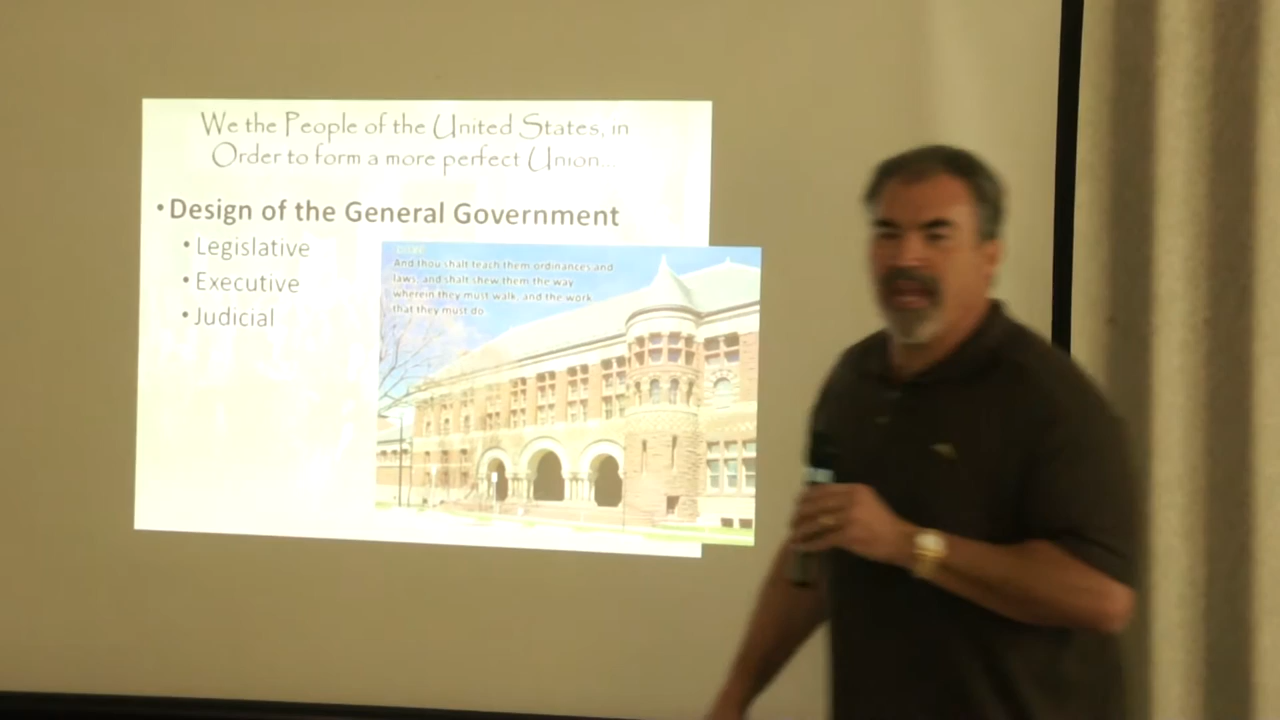 We the People of the United States, in
Order to form a more perfect Union...
• Design of the General Government
• Legislative
• Executive
• Judicial
And thou shalt teach them ordinances and
laws, and shalt shew them the way
wherein they must walk, and the work
that they must do